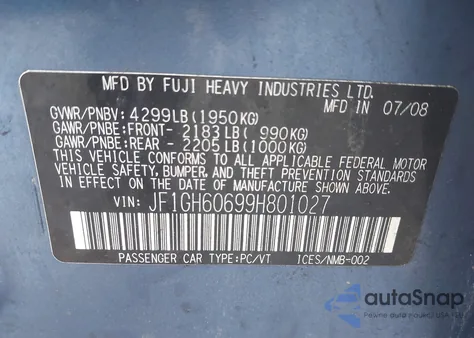 MFD BY FUJI HEAVY INDUSTRIES LTD.
GVWR/PNBV: 4299LB(1950KG) MFD.IN 07/08
GAWR/PNBE:FRONT- 2183LB( 990KG)
GAWR/PNBE:REAR - 2205LB(1000KG)
THIS VEHICLE CONFORMS TO ALL APPLICABLE FEDERAL MOTOR
VEHICLE SAFETY, BUMPER, AND THEFT PREVENTION STANDARDS
IN EFFECT ON THE DATE OF MANUFACTURE SHOWN ABOVE.
VIN: JF1GH60699H801027
PASSENGER CAR TYPE:PC/VT ICES/NMB-002
autoSnap